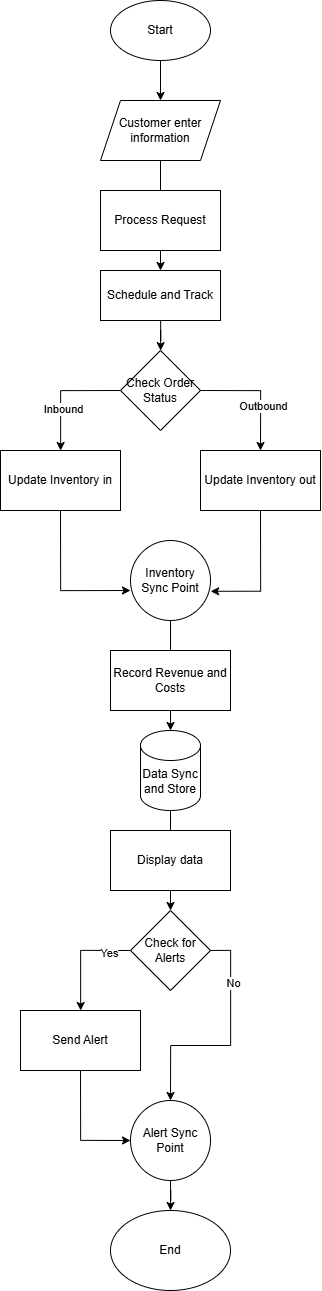 Start
Customer enter
information
Process Request
Schedule and Track
Check Order
Status
Inbound
Outbound
Update Inventory in
Update Inventory out
Inventory
Sync Point
Record Revenue and
Costs
Data Sync
and Store
Display data
Check for
Alerts
Yes
No
Send Alert
Alert Sync
Point
End